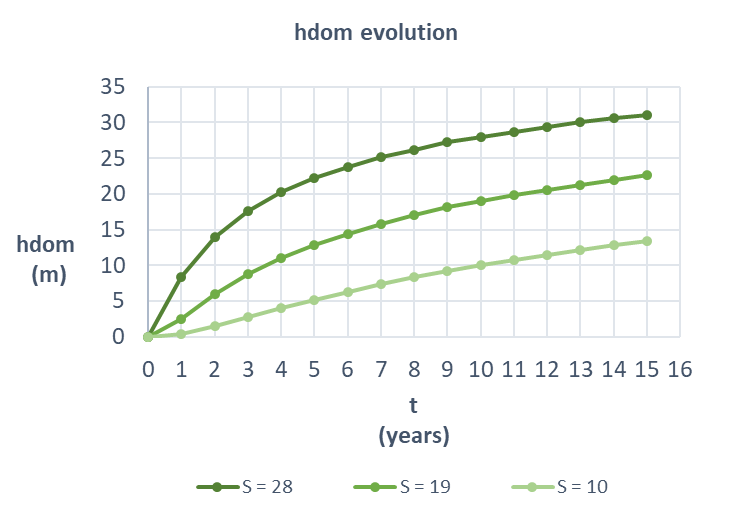 hdom evolution
35
30
25
20
15
10
5
0
hdom
(m)
0 1 2 3 4 5 6 7 8 9 10 11 12 13 14 15 16
t
(years)
S = 28 S = 19 S = 10